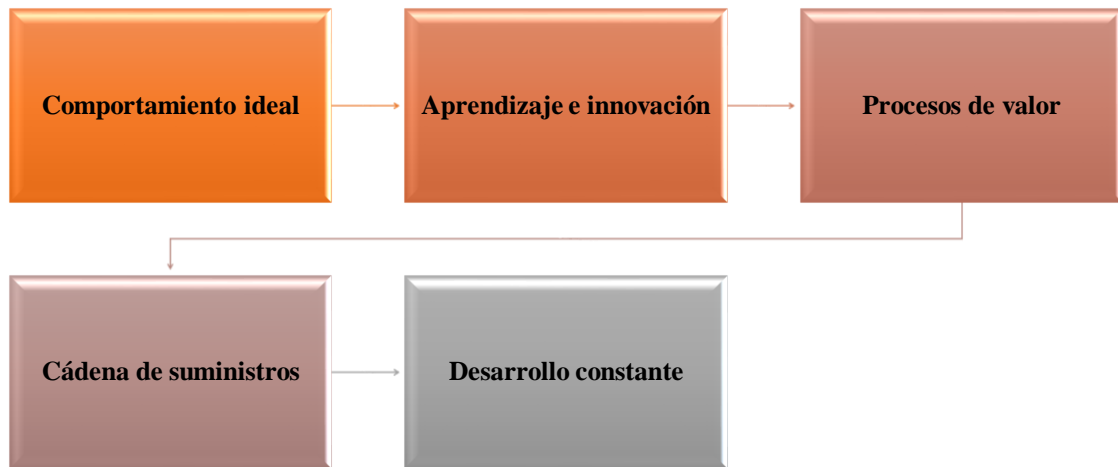 Comportamiento ideal
Aprendizaje e innovación
Procesos de valor
Cádena de suministros
Desarrollo constante